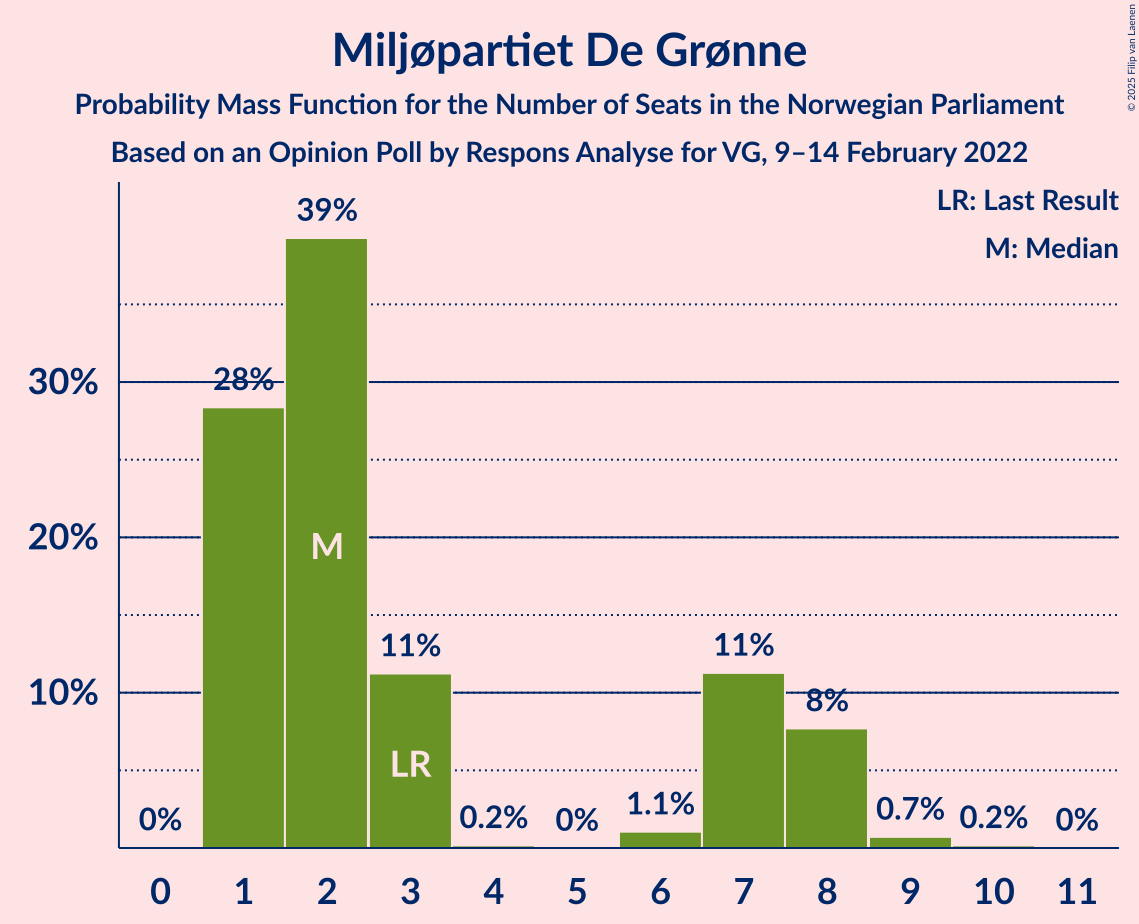 Miljøpartiet De Grønne
Probability Mass Function for the Number of Seats in the Norwegian Parliament
Based on an Opinion Poll by Respons Analyse for VG, 9–14 February 2022
© 2025 Filip van Laenen
LR: Last Result
M: Median
39%
30%
28%
20%
M
11%
11%
10%
8%
LR
0%
0.2%
0%
1.1%
0.7%
0.2%
0%
0 1 2 3 4 5 6 7 8 9 10 11